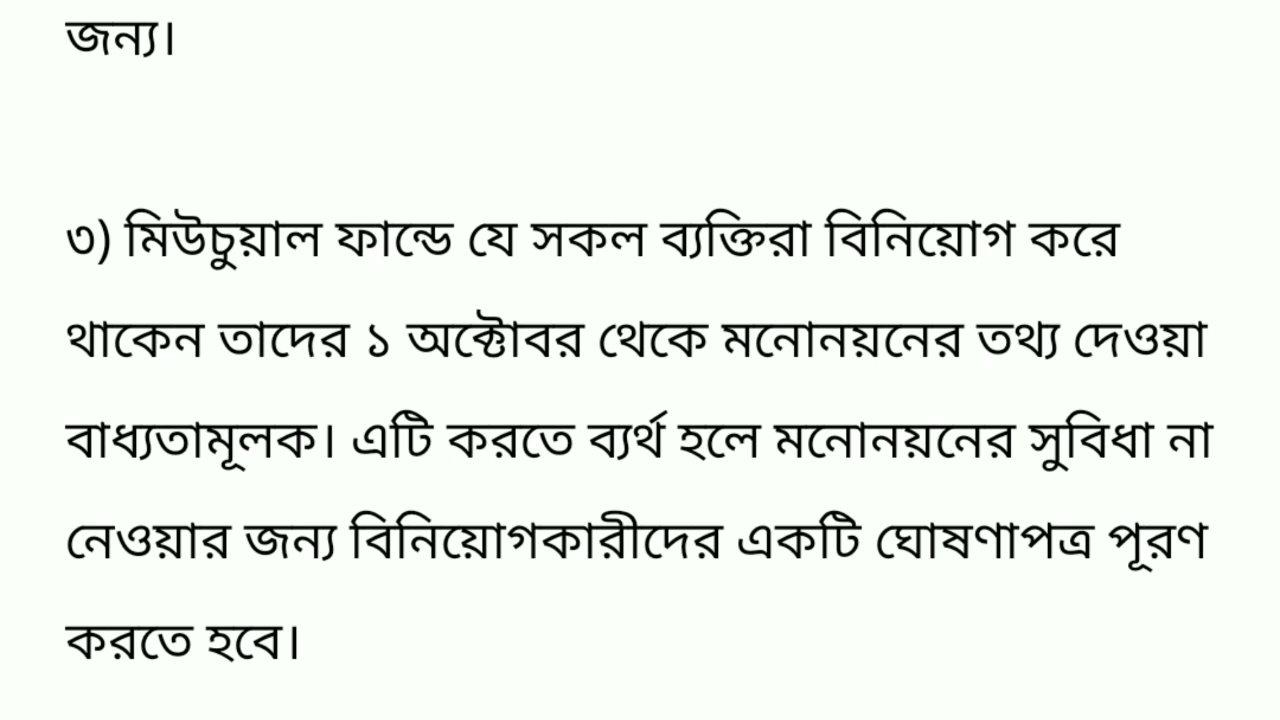 জন্য।
৩) মিউচুয়াল ফান্ডে যে সকল ব্যক্তিরা বিনিয়োগ করে
থাকেন তাদের ১ অক্টোবর থেকে মনোনয়নের তথ্য দেওয়া
বাধ্যতামূলক। এটি করতে ব্যর্থ হলে মনোনয়নের সুবিধা না
নেওয়ার জন্য বিনিয়োগকারীদের একটি ঘোষণাপত্র পূরণ
করতে হবে।